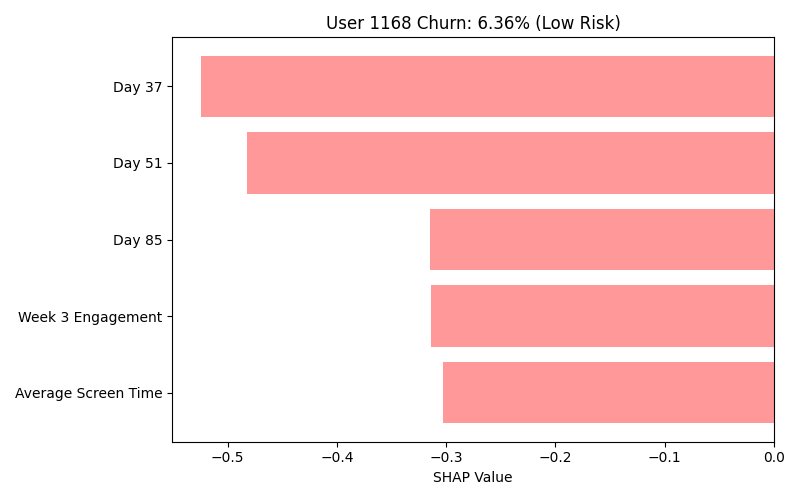 User 1168 Churn: 6.36% (Low Risk)
Day 37
Day 51
Day 85
Week 3 Engagement
Average Screen Time
−0.5 −0.4 −0.3 −0.2 −0.1 0.0
SHAP Value